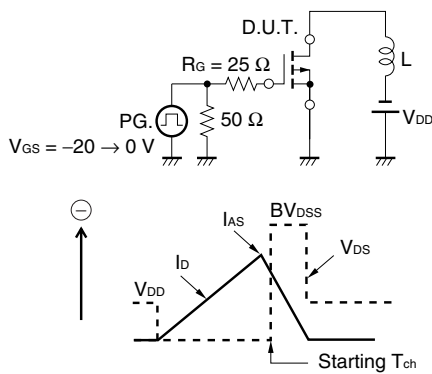 D.U.T.
RG = 25 Ω
L
PG.
50 Ω
VDD
VGS = −20 → 0 V
−
BVDSS
IAS
ID
VDS
VDD
Starting Tch